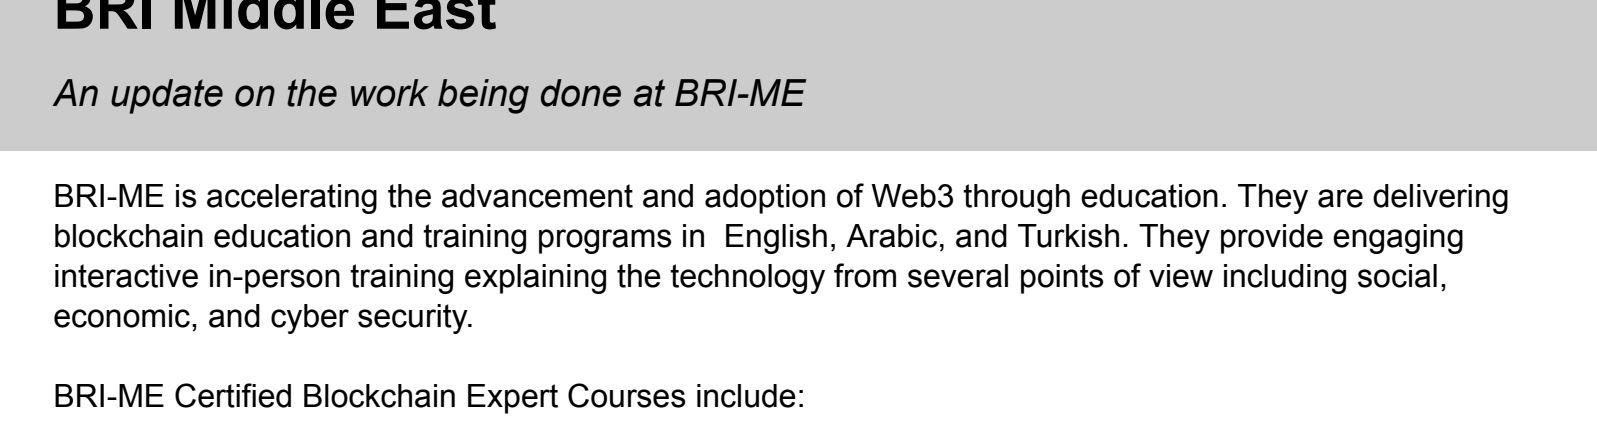 BRI Middle East
An update on the work being done at BRI-ME
BRI-ME is accelerating the advancement and adoption of Web3 through education. They are delivering
blockchain education and training programs in  English, Arabic, and Turkish. They provide engaging
interactive in-person training explaining the technology from several points of view including social,
economic, and cyber security.
BRI-ME Certified Blockchain Expert Courses include: